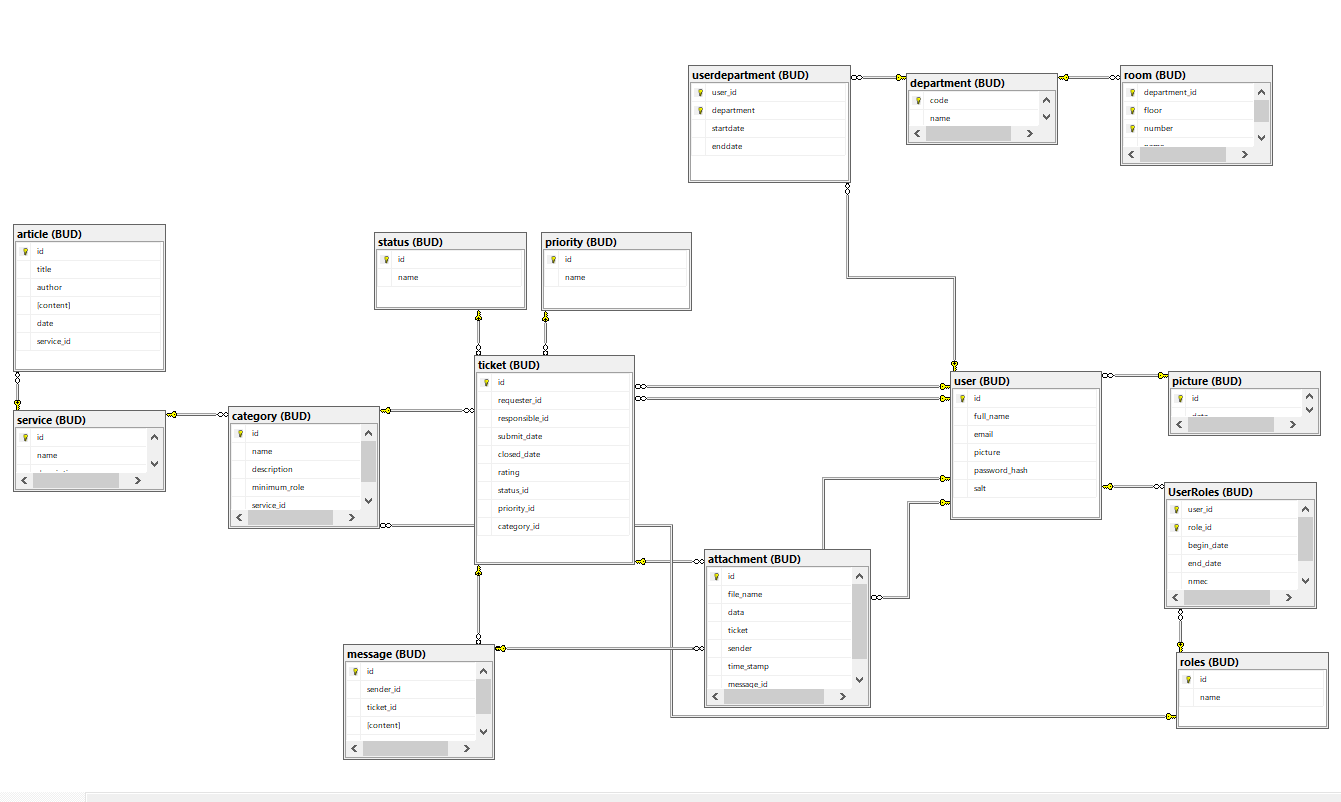 userdepartment (BUD)
user_id
department
startdate
enddate
department (BUD)
code
name
room (BUD)
department_id
floor
number
article (BUD)
id
title
author
[content]
date
service_id
status (BUD)
id
name
priority (BUD)
id
name
ticket (BUD)
id
requester_id
responsible_id
submit_date
closed_date
rating
status_id
priority_id
category_id
user (BUD)
id
full_name
email
picture
password_hash
salt
picture (BUD)
id
service (BUD)
id
name
category (BUD)
id
name
description
minimum_role
service_id
UserRoles (BUD)
user_id
role_id
begin_date
end_date
nmec
attachment (BUD)
id
file_name
data
ticket
sender
time_stamp
message_id
message (BUD)
id
sender_id
ticket_id
[content]
roles (BUD)
id
name